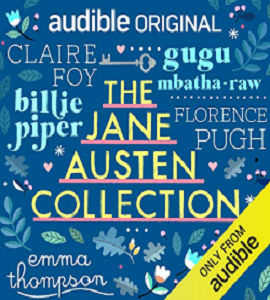 audible ORIGINAL
CLAIRE FOY
gugu mbatha-raw
billie piper
FLORENCE PUGH
THE
JANE
AUSTEN
COLLECTION
emma thompson
ONLY FROM
audible